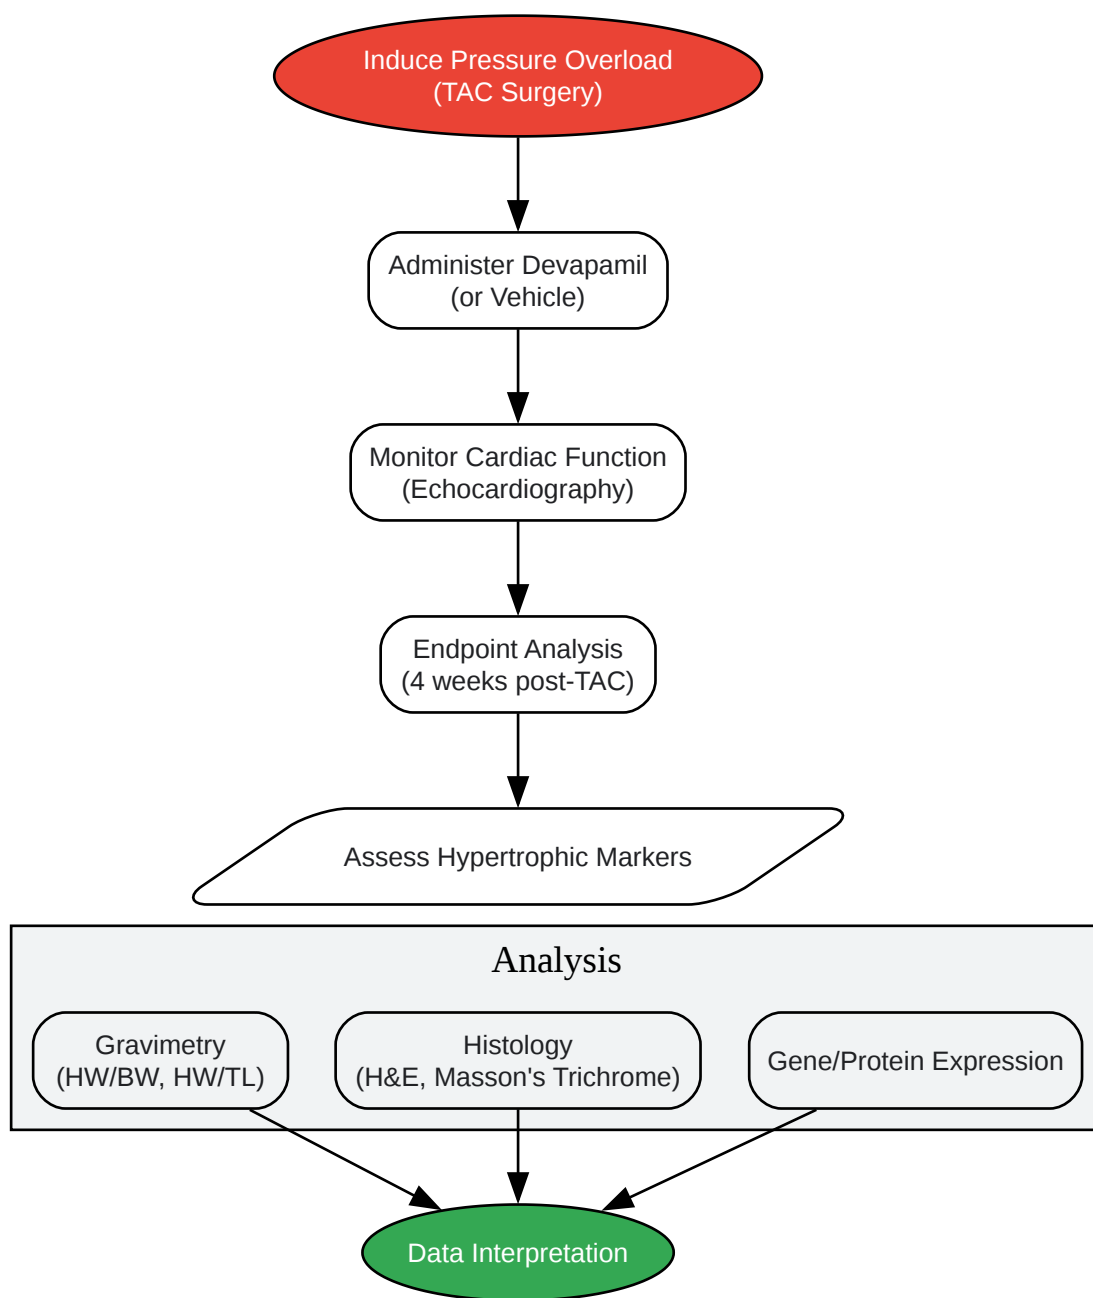 Induce Pressure Overload
(TAC Surgery)
Administer Devapamil
(or Vehicle)
Monitor Cardiac Function
(Echocardiography)
Endpoint Analysis
(4 weeks post-TAC)
Assess Hypertrophic Markers
Analysis
Gravimetry
(HW/BW, HW/TL)
Histology
(H&E, Masson's Trichrome)
Gene/Protein Expression
Data Interpretation